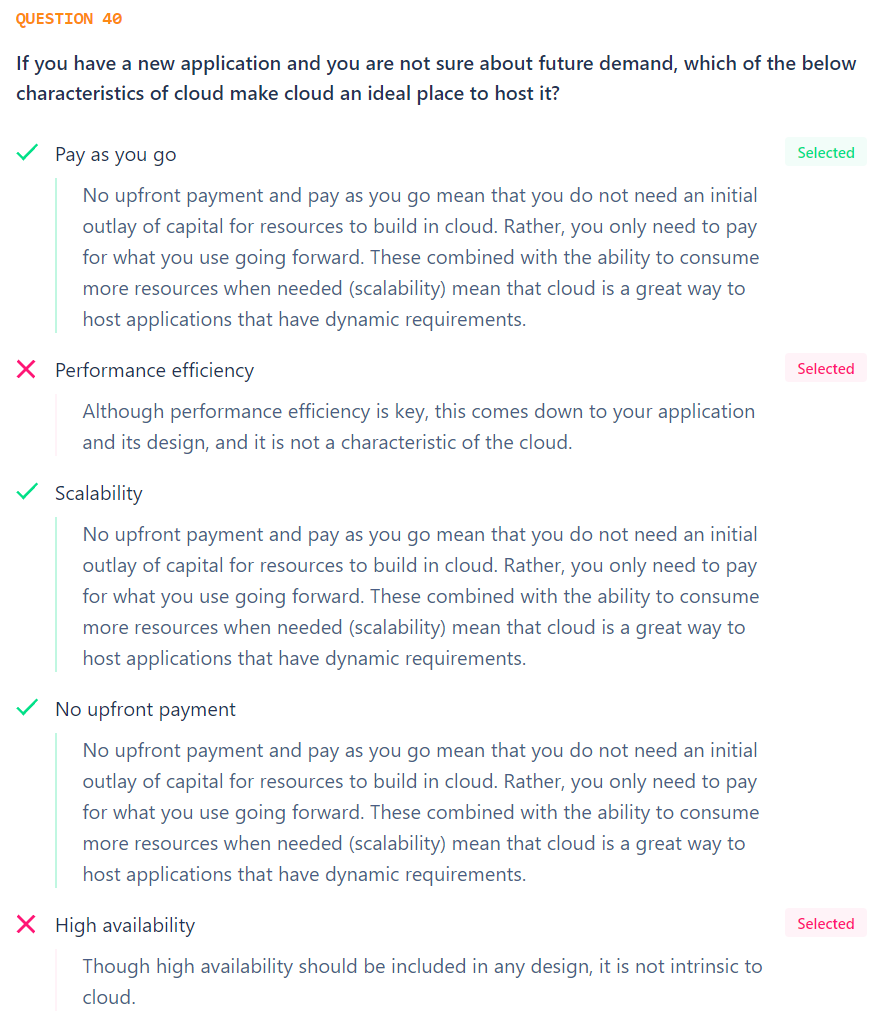 QUESTION 40
If you have a new application and you are not sure about future demand, which of the below
characteristics of cloud make cloud an ideal place to host it?
Pay as you go
Selected
No upfront payment and pay as you go mean that you do not need an initial
outlay of capital for resources to build in cloud. Rather, you only need to pay
for what you use going forward. These combined with the ability to consume
more resources when needed (scalability) mean that cloud is a great way to
host applications that have dynamic requirements.
Performance efficiency
Selected
Although performance efficiency is key, this comes down to your application
and its design, and it is not a characteristic of the cloud.
Scalability
No upfront payment and pay as you go mean that you do not need an initial
outlay of capital for resources to build in cloud. Rather, you only need to pay
for what you use going forward. These combined with the ability to consume
more resources when needed (scalability) mean that cloud is a great way to
host applications that have dynamic requirements.
No upfront payment
No upfront payment and pay as you go mean that you do not need an initial
outlay of capital for resources to build in cloud. Rather, you only need to pay
for what you use going forward. These combined with the ability to consume
more resources when needed (scalability) mean that cloud is a great way to
host applications that have dynamic requirements.
High availability
Selected
Though high availability should be included in any design, it is not intrinsic to
cloud.